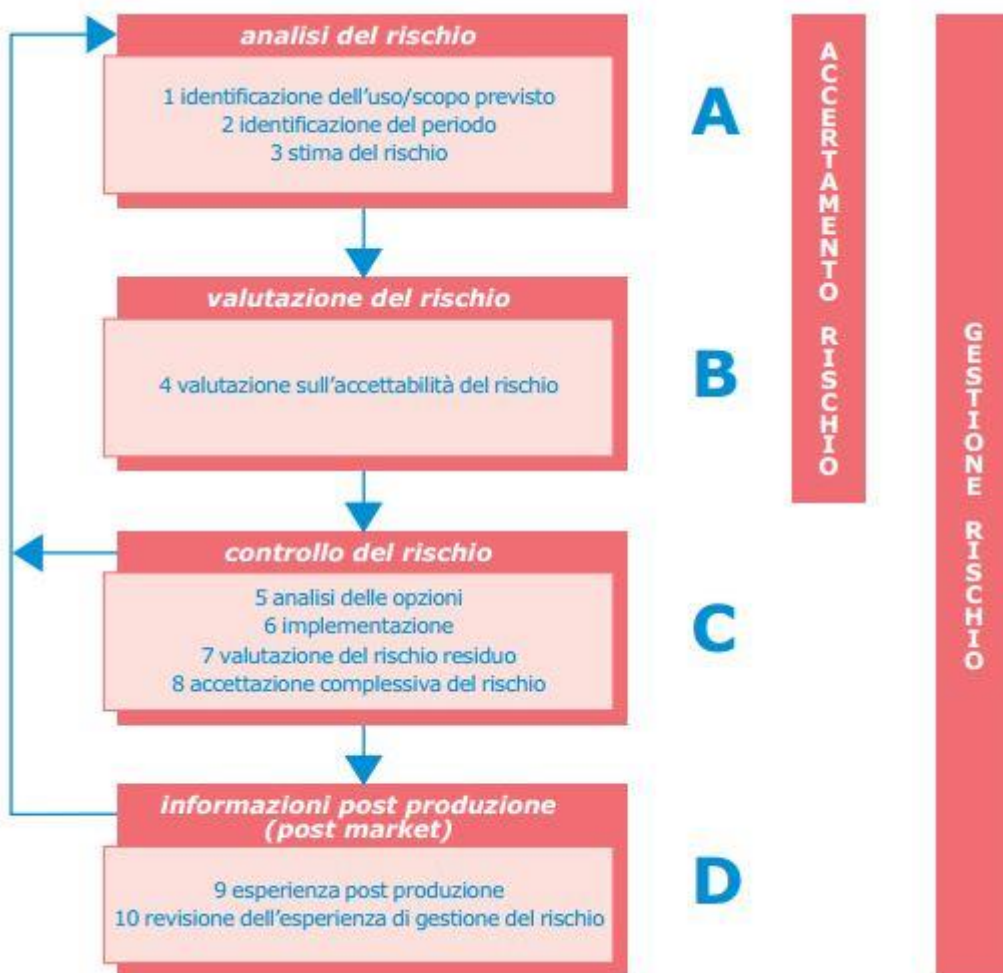 analisi del rischio
1 identificazione dell'uso/scopo previsto
2 identificazione del periodo
3 stima del rischio
A
valutazione del rischio
4 valutazione sull'accettabilità del rischio
B
controllo del rischio
5 analisi delle opzioni
6 implementazione
7 valutazione del rischio residuo
8 accettazione complessiva del rischio
C
informazioni post produzione
(post market)
9 esperienza post produzione
10 revisione dell'esperienza di gestione del rischio
D
ACCERTAMENTO RISCHIO
GESTIONE RISCHIO